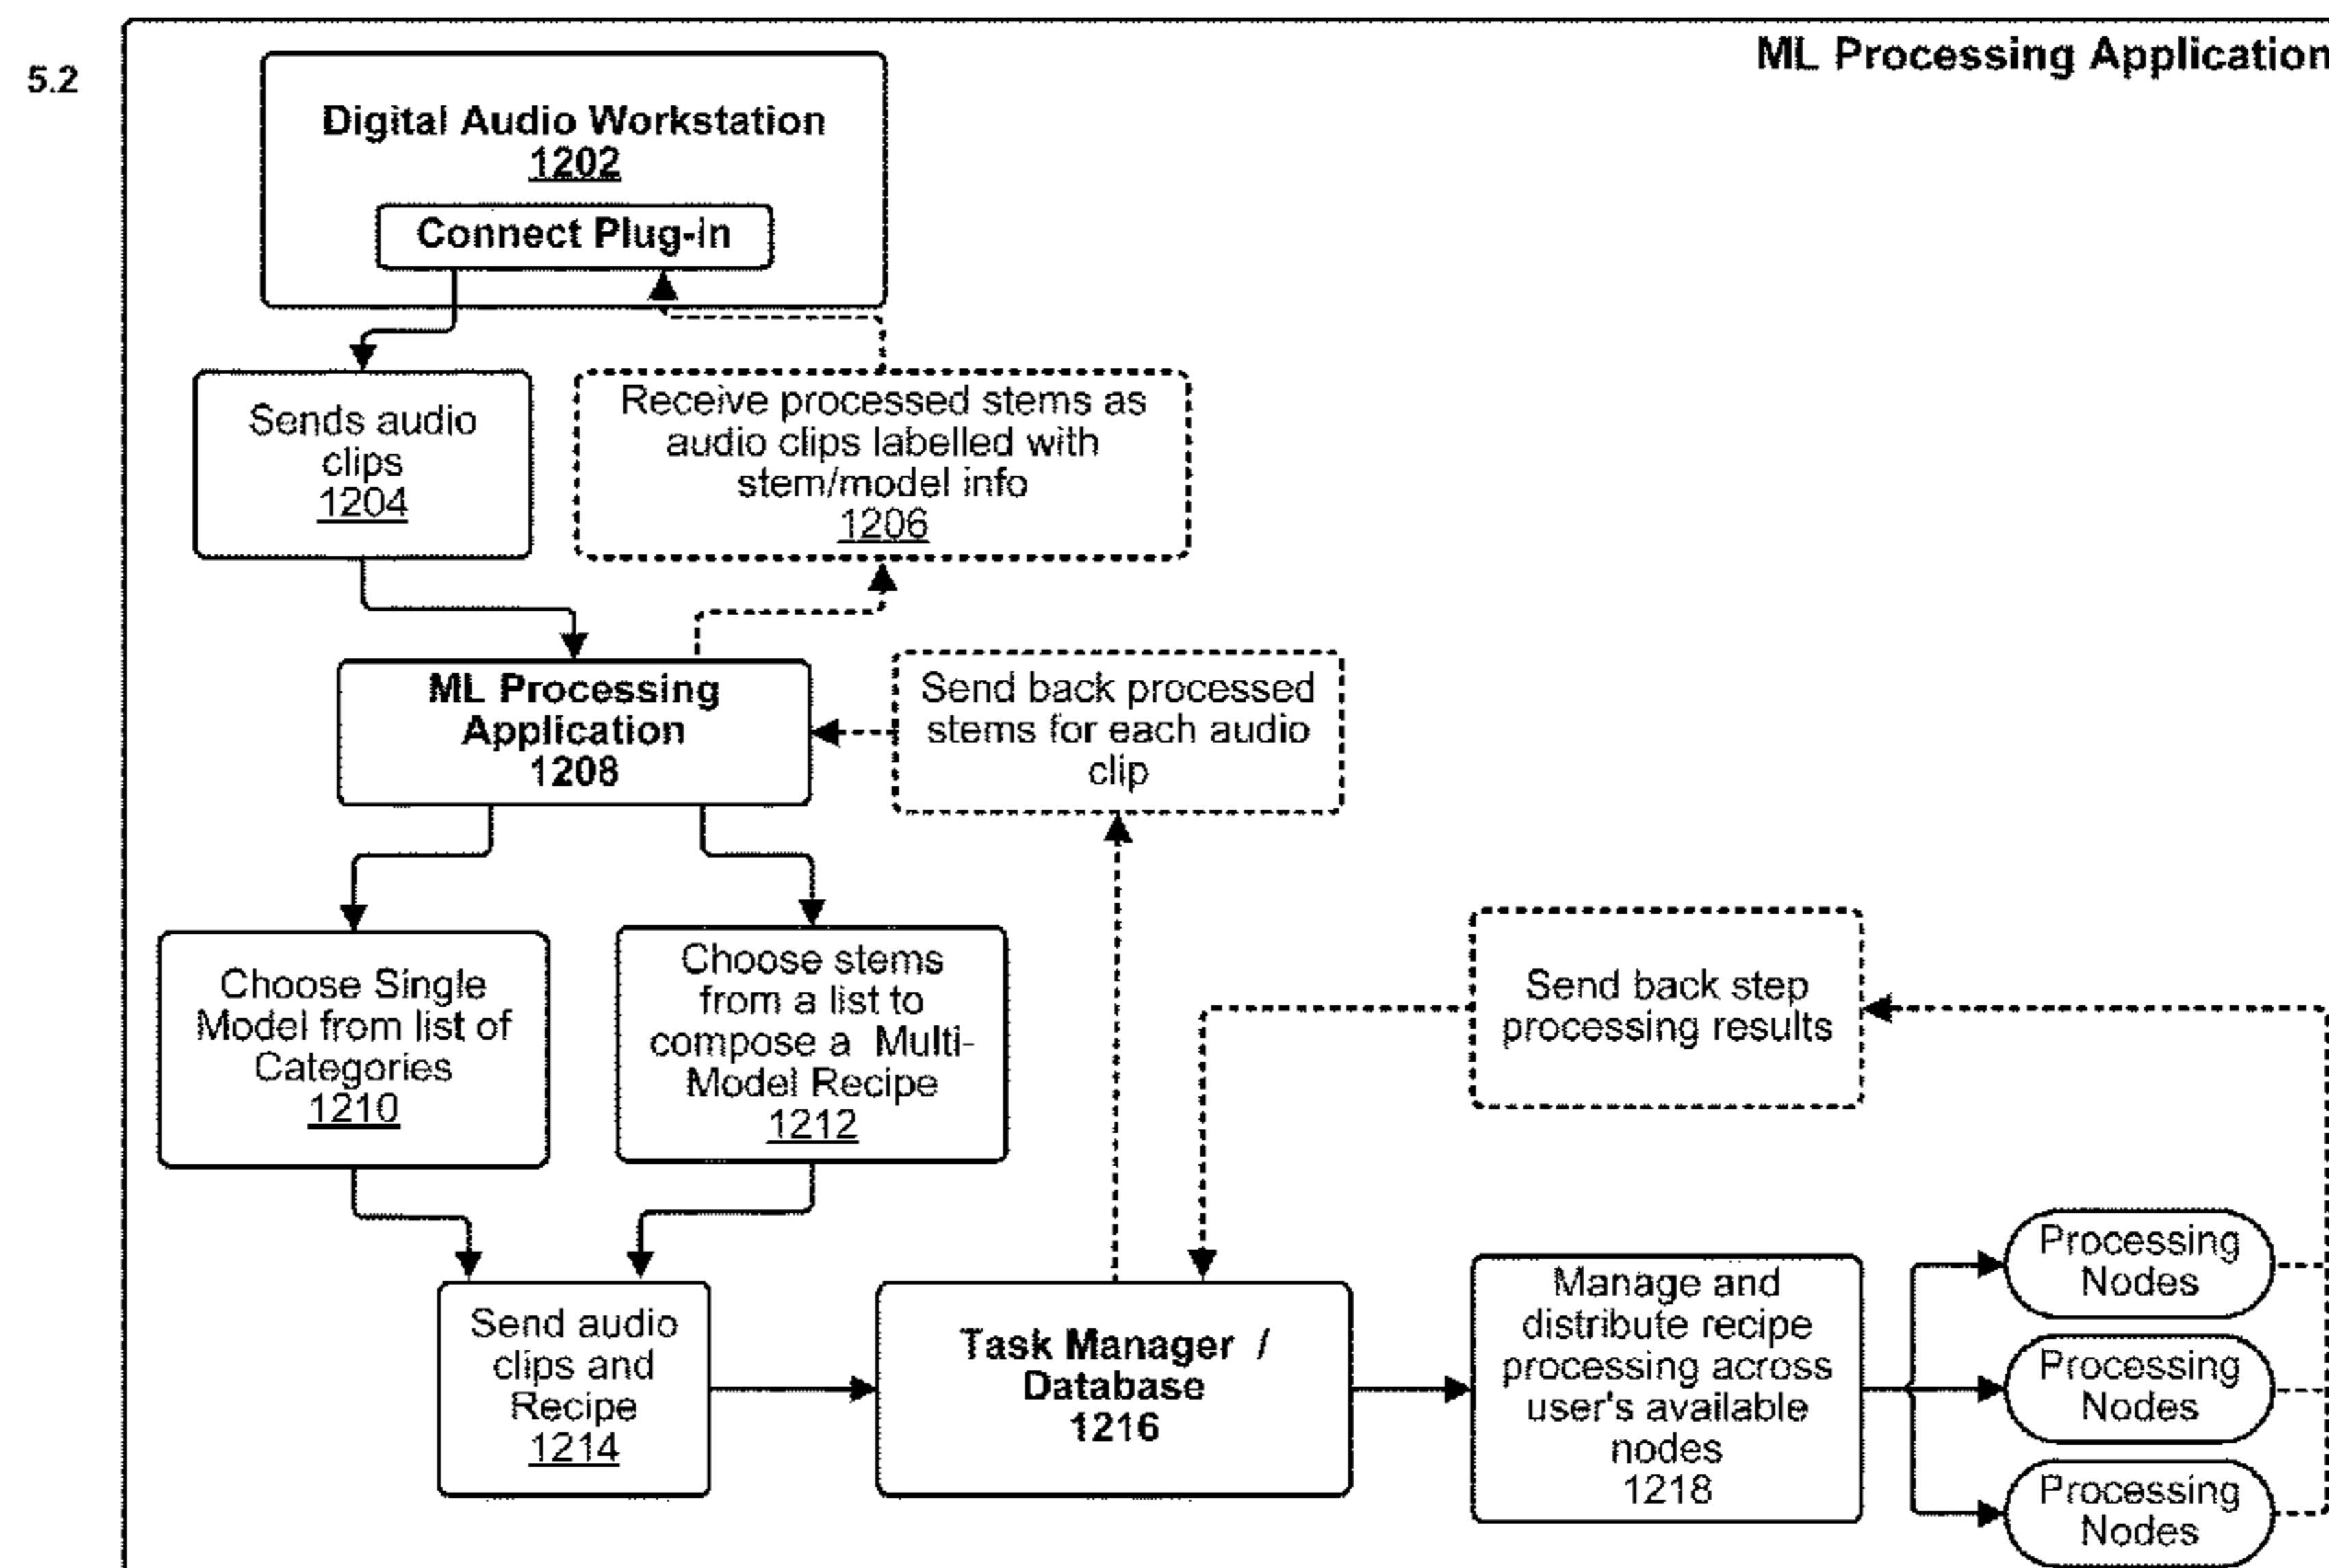 5.2
ML Processing Application
Digital Audio Workstation
1202
Connect Plug-in
Sends audio
clips
1204
Receive processed stems as
audio clips labelled with
stem/model info
1206
ML Processing
Application
1208
Send back processed
stems for each audio
clip
Choose Single
Model from list of
Categories
1210
Choose stems
from a list to
compose a Multi-
Model Recipe
1212
Send back step
processing results
Send audio
clips and
Recipe
1214
Task Manager /
Database
1216
Manage and
distribute recipe
processing across
user's available
nodes
1218
Processing
Nodes
Processing
Nodes
Processing
Nodes